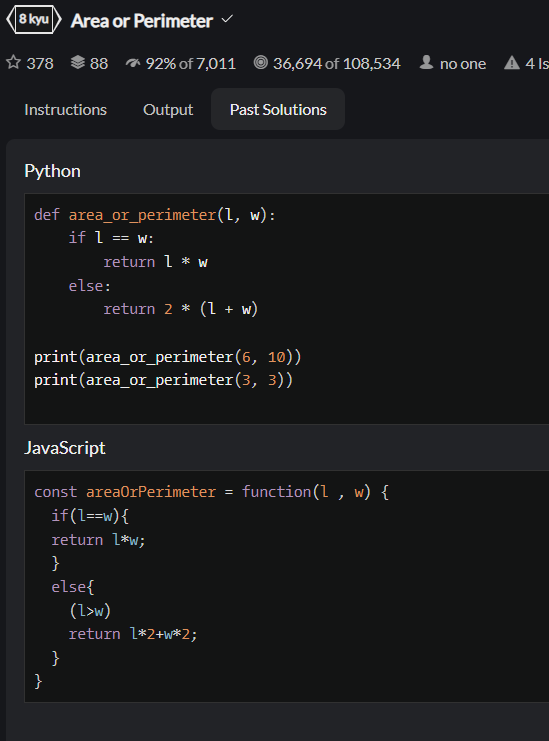 8 kyu Area or Perimeter
378 88 92% of 7,011 36,694 of 108,534 no one 4 Is
Instructions Output Past Solutions
Python
def area_or_perimeter(l, w):
    if l == w:
        return l * w
    else:
        return 2 * (l + w)
print(area_or_perimeter(6, 10))
print(area_or_perimeter(3, 3))
JavaScript
const areaOrPerimeter = function(l , w) {
  if(l==w){
  return l*w;
  }
  else{
    (l>w)
    return l*2+w*2;
  }
}